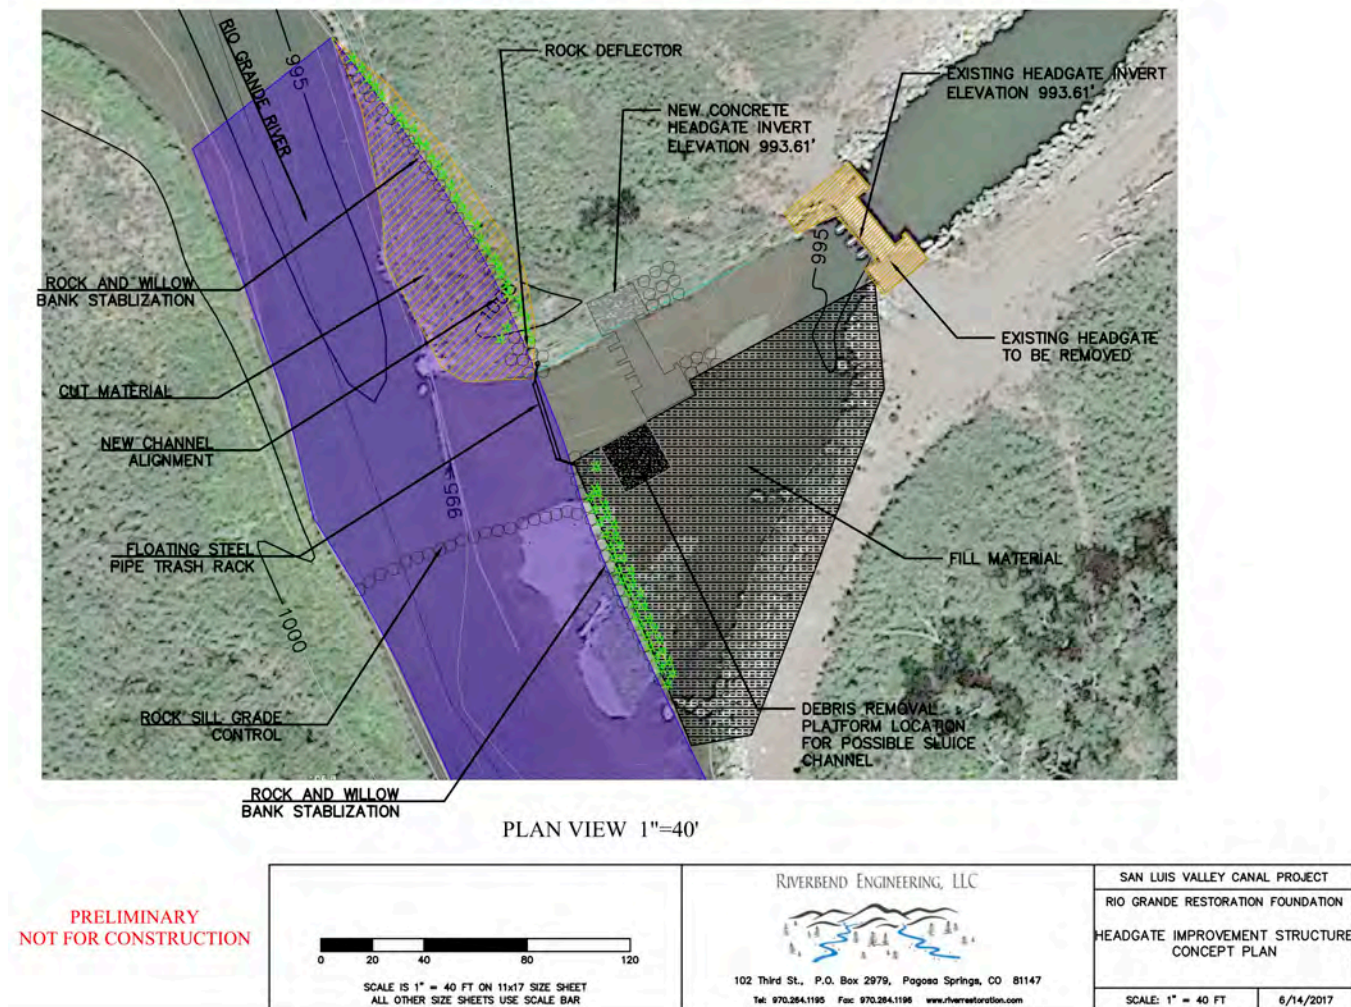 RIO GRANDE RIVER
995
ROCK DEFLECTOR
NEW CONCRETE
HEADGATE INVERT
ELEVATION 993.61'
EXISTING HEADGATE INVERT
ELEVATION 993.61'
995
ROCK AND WILLOW
BANK STABLIZATION
EXISTING HEADGATE
TO BE REMOVED
CUT MATERIAL
NEW CHANNEL
ALIGNMENT
995
FLOATING STEEL
PIPE TRASH RACK
FILL MATERIAL
1000
ROCK SILL GRADE
CONTROL
DEBRIS REMOVAL
PLATFORM LOCATION
FOR POSSIBLE SLUICE
CHANNEL
ROCK AND WILLOW
BANK STABLIZATION
PLAN VIEW 1"=40'
PRELIMINARY
NOT FOR CONSTRUCTION
0 20 40 80 120
SCALE IS 1" = 40 FT ON 11x17 SIZE SHEET
ALL OTHER SIZE SHEETS USE SCALE BAR
RIVERBEND ENGINEERING, LLC
102 Third St., P.O. Box 2979, Pagosa Springs, CO 81147
Tel: 970.264.1195 Fax: 970.264.1196 www.riverrestoration.com
SAN LUIS VALLEY CANAL PROJECT
RIO GRANDE RESTORATION FOUNDATION
HEADGATE IMPROVEMENT STRUCTURE
CONCEPT PLAN
SCALE: 1" = 40 FT
6/14/2017